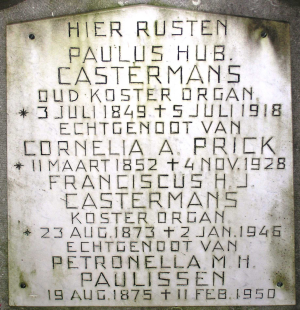 HIER RUSTEN
PAULUS HUB.
CASTERMANS
OUD KOSTER ORGAN.
* 3 JULI 1849 + 5 JULI 1918
ECHTGENOOT VAN
CORNELIA A. PRICK
* 11 MAART 1852 + 4 NOV. 1928
FRANCISCUS H.J.
CASTERMANS
KOSTER ORGAN.
* 23 AUG. 1873 + 2 JAN. 1946
ECHTGENOOT VAN
PETRONELLA M.H.
PAULISSEN
19 AUG. 1875 + 11 FEB. 1950